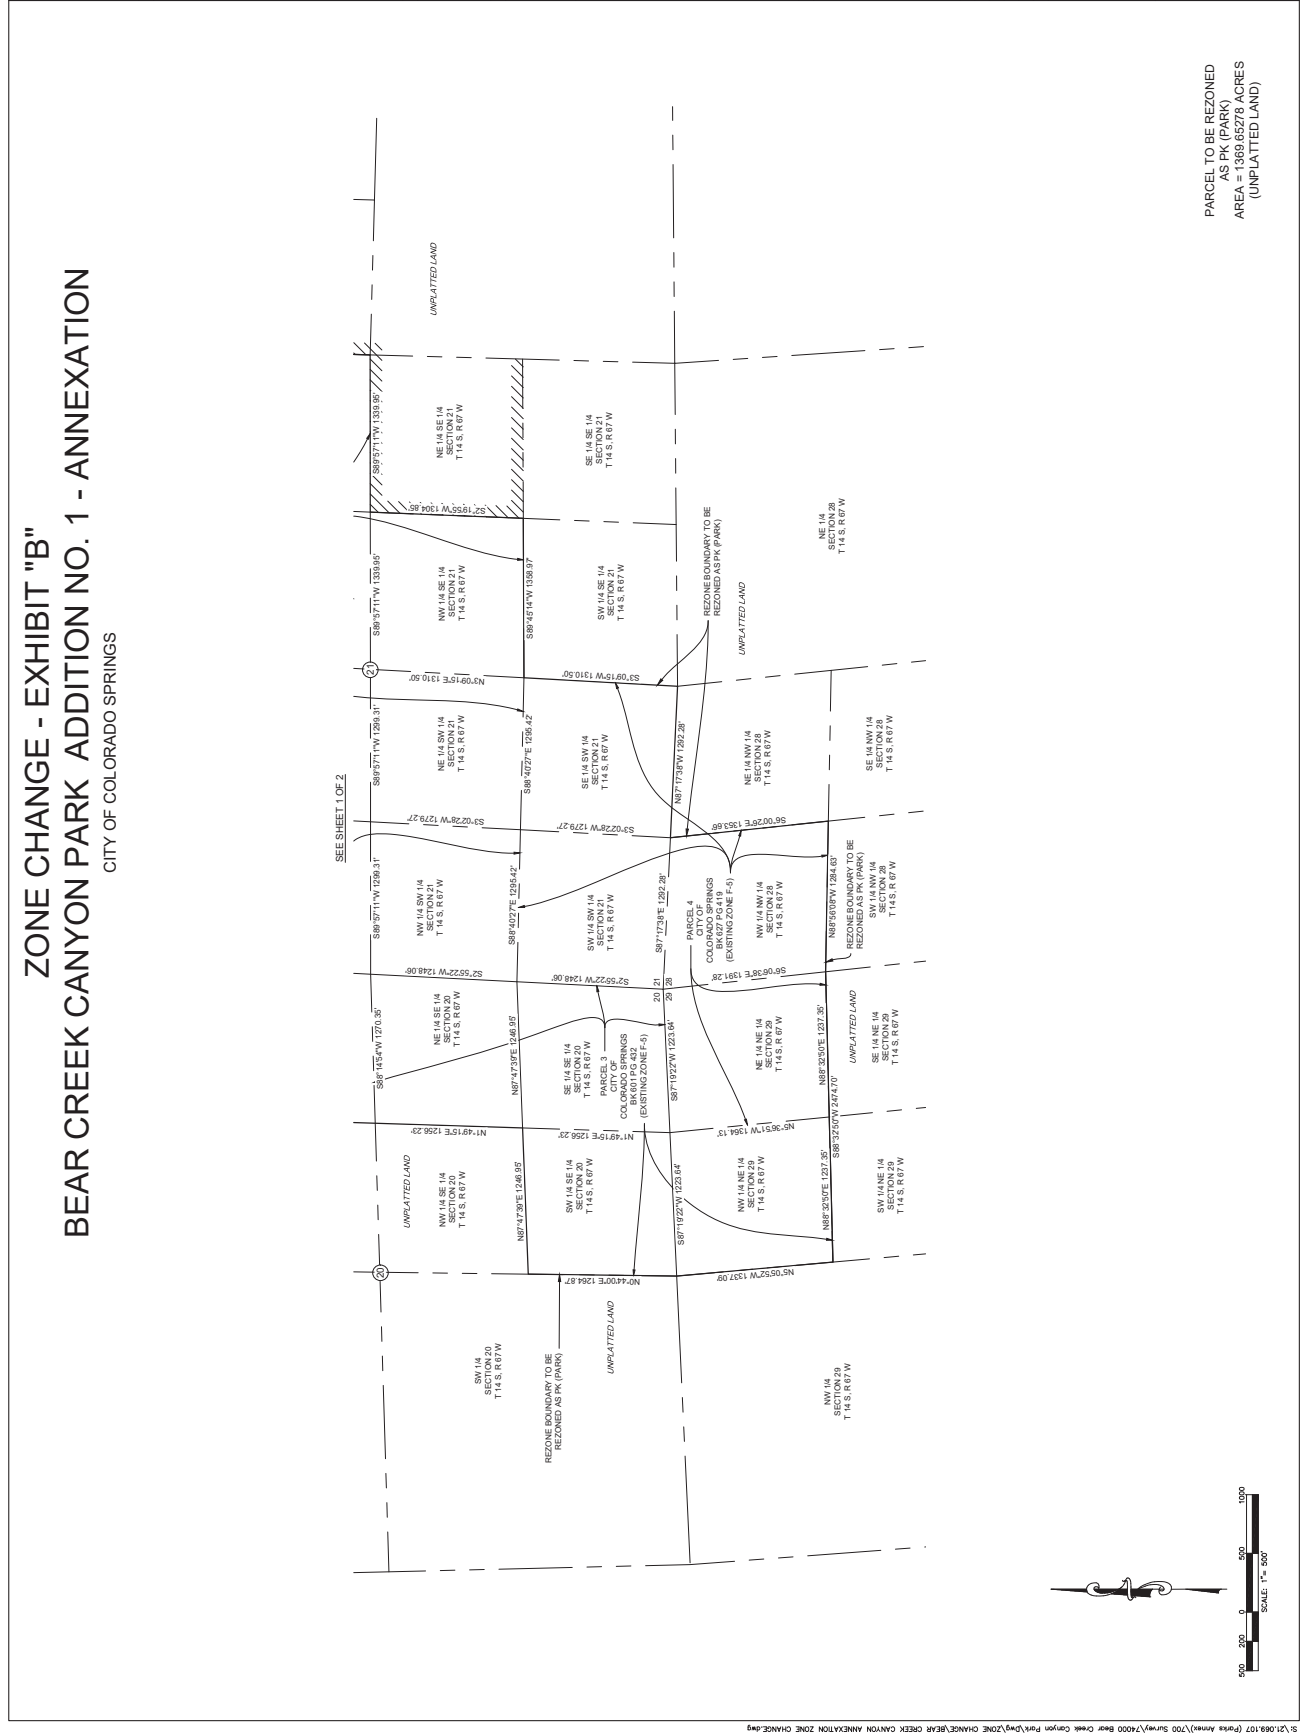 ZONE CHANGE - EXHIBIT "B"
BEAR CREEK CANYON PARK ADDITION NO. 1 - ANNEXATION
CITY OF COLORADO SPRINGS
SEE SHEET 1 OF 2
20
S88°14'54"W 1270.35'
S89°57'11"W 1299.31'
S89°57'11"W 1299.31'
21
S89°57'11"W 1339.95'
S89°57'11"W 1339.95'
UNPLATTED LAND
NW 1/4 SE 1/4
SECTION 20
T 14 S, R 67 W
N1°49'15"E 1256.23'
NE 1/4 SE 1/4
SECTION 20
T 14 S, R 67 W
S2°55'22"W 1248.06'
NW 1/4 SW 1/4
SECTION 21
T 14 S, R 67 W
S3°02'28"W 1279.27'
NE 1/4 SW 1/4
SECTION 21
T 14 S, R 67 W
N3°09'15"E 1310.50'
NW 1/4 SE 1/4
SECTION 21
T 14 S, R 67 W
S2°19'55"W 1304.85'
NE 1/4 SE 1/4
SECTION 21
T 14 S, R 67 W
UNPLATTED LAND
SW 1/4
SECTION 20
T 14 S, R 67 W
N87°47'39"E 1246.95'
N87°47'39"E 1246.95'
S88°40'27"E 1295.42'
S88°40'27"E 1295.42'
S89°45'14"W 1358.97'
REZONE BOUNDARY TO BE
REZONED AS PK (PARK)
N0°44'00"E 1264.87'
SW 1/4 SE 1/4
SECTION 20
T 14 S, R 67 W
N1°49'15"E 1256.23'
SE 1/4 SE 1/4
SECTION 20
T 14 S, R 67 W
PARCEL 3
CITY OF
COLORADO SPRINGS
BK 601 PG 432
(EXISTING ZONE F-5)
S2°55'22"W 1248.06'
SW 1/4 SW 1/4
SECTION 21
T 14 S, R 67 W
S3°02'28"W 1279.27'
SE 1/4 SW 1/4
SECTION 21
T 14 S, R 67 W
S3°09'15"W 1310.50'
SW 1/4 SE 1/4
SECTION 21
T 14 S, R 67 W
SE 1/4 SE 1/4
SECTION 21
T 14 S, R 67 W
UNPLATTED LAND
S87°19'22"W 1223.64'
S87°19'22"W 1223.64'
20 21
29 28
S87°17'38"E 1292.28'
N87°17'38"W 1292.28'
REZONE BOUNDARY TO BE
REZONED AS PK (PARK)
UNPLATTED LAND
N5°05'52"W 1337.09'
NW 1/4 NE 1/4
SECTION 29
T 14 S, R 67 W
N5°36'51"W 1364.13'
NE 1/4 NE 1/4
SECTION 29
T 14 S, R 67 W
S6°06'38"E 1391.28'
PARCEL 4
CITY OF
COLORADO SPRINGS
BK 627 PG 419
(EXISTING ZONE F-5)
NW 1/4 NW 1/4
SECTION 28
T 14 S, R 67 W
S6°00'26"E 1353.66'
NE 1/4 NW 1/4
SECTION 28
T 14 S, R 67 W
NE 1/4
SECTION 28
T 14 S, R 67 W
N88°32'50"E 1237.35'
S88°32'50"W 2474.70'
N88°32'50"E 1237.35'
N88°56'08"W 1284.63'
REZONE BOUNDARY TO BE
REZONED AS PK (PARK)
UNPLATTED LAND
NW 1/4
SECTION 29
T 14 S, R 67 W
SW 1/4 NE 1/4
SECTION 29
T 14 S, R 67 W
SE 1/4 NE 1/4
SECTION 29
T 14 S, R 67 W
SW 1/4 NW 1/4
SECTION 28
T 14 S, R 67 W
SE 1/4 NW 1/4
SECTION 28
T 14 S, R 67 W
PARCEL TO BE REZONED
AS PK (PARK)
AREA = 1369.65278 ACRES
(UNPLATTED LAND)
500 200 0 500 1000
SCALE: 1" = 500'
S:\21.069.107 (Parks Annex)\700 Survey\74000 Bear Creek Canyon Park\Dwg\ZONE CHANGE\BEAR CREEK CANYON ANNEXATION ZONE CHANGE.dwg